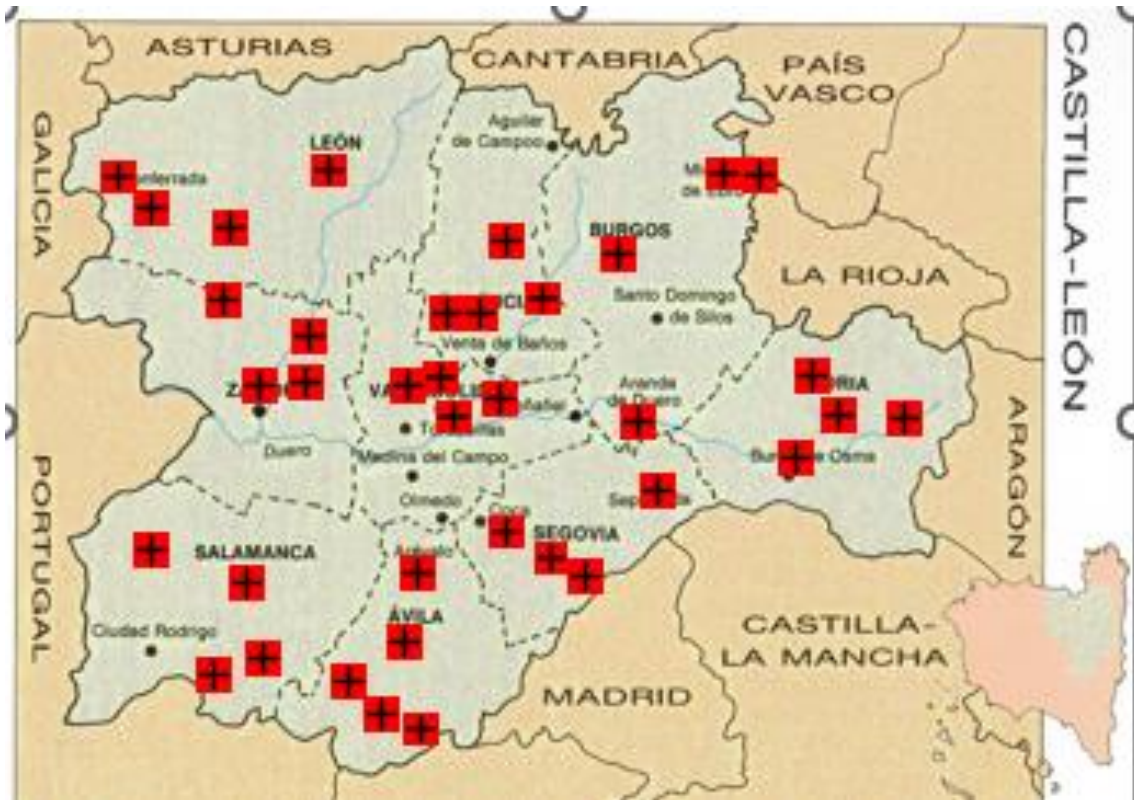 ASTURIAS
CANTABRIA
PAÍS
VASCO
CASTILLA-LEÓN
GALICIA
LEÓN
Aguilar
de Campoo
BURGOS
LA RIOJA
Santo Domingo
de Silos
Venta de Baños
Aranda
de Duero
ARAGÓN
Duero
Medina del Campo
Olmedo
Coca
SEGOVIA
PORTUGAL
SALAMANCA
ÁVILA
Ciudad Rodrigo
CASTILLA-
LA MANCHA
MADRID